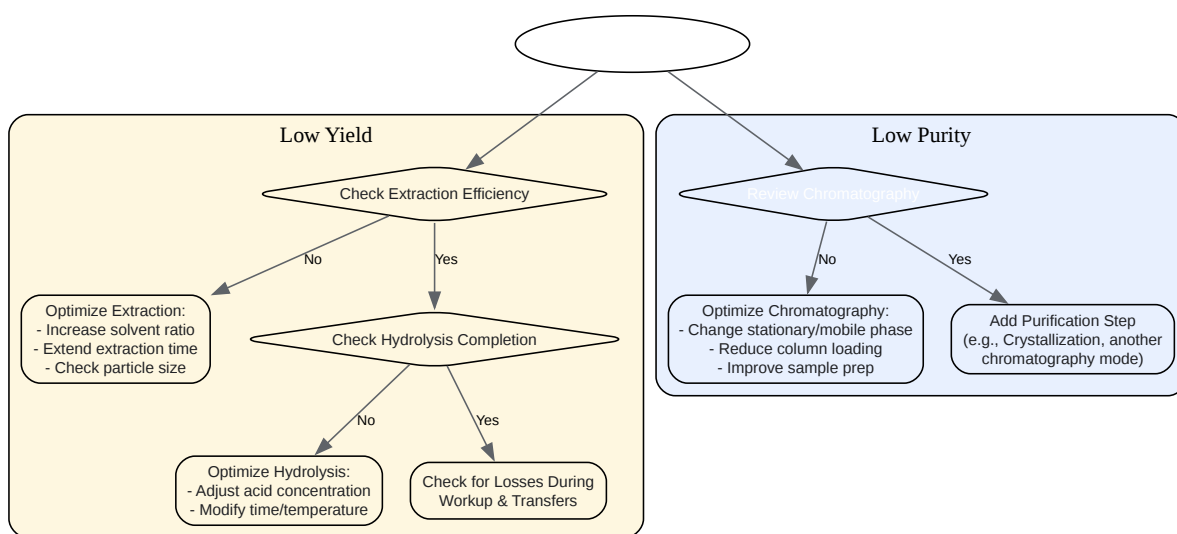 Low Yield
Low Purity
Check Extraction Efficiency
Review Chromatography
No
Yes
No
Yes
Optimize Extraction:
- Increase solvent ratio
- Extend extraction time
- Check particle size
Check Hydrolysis Completion
Optimize Chromatography:
- Change stationary/mobile phase
- Reduce column loading
- Improve sample prep
Add Purification Step
(e.g., Crystallization, another
chromatography mode)
No
Yes
Optimize Hydrolysis:
- Adjust acid concentration
- Modify time/temperature
Check for Losses During
Workup & Transfers